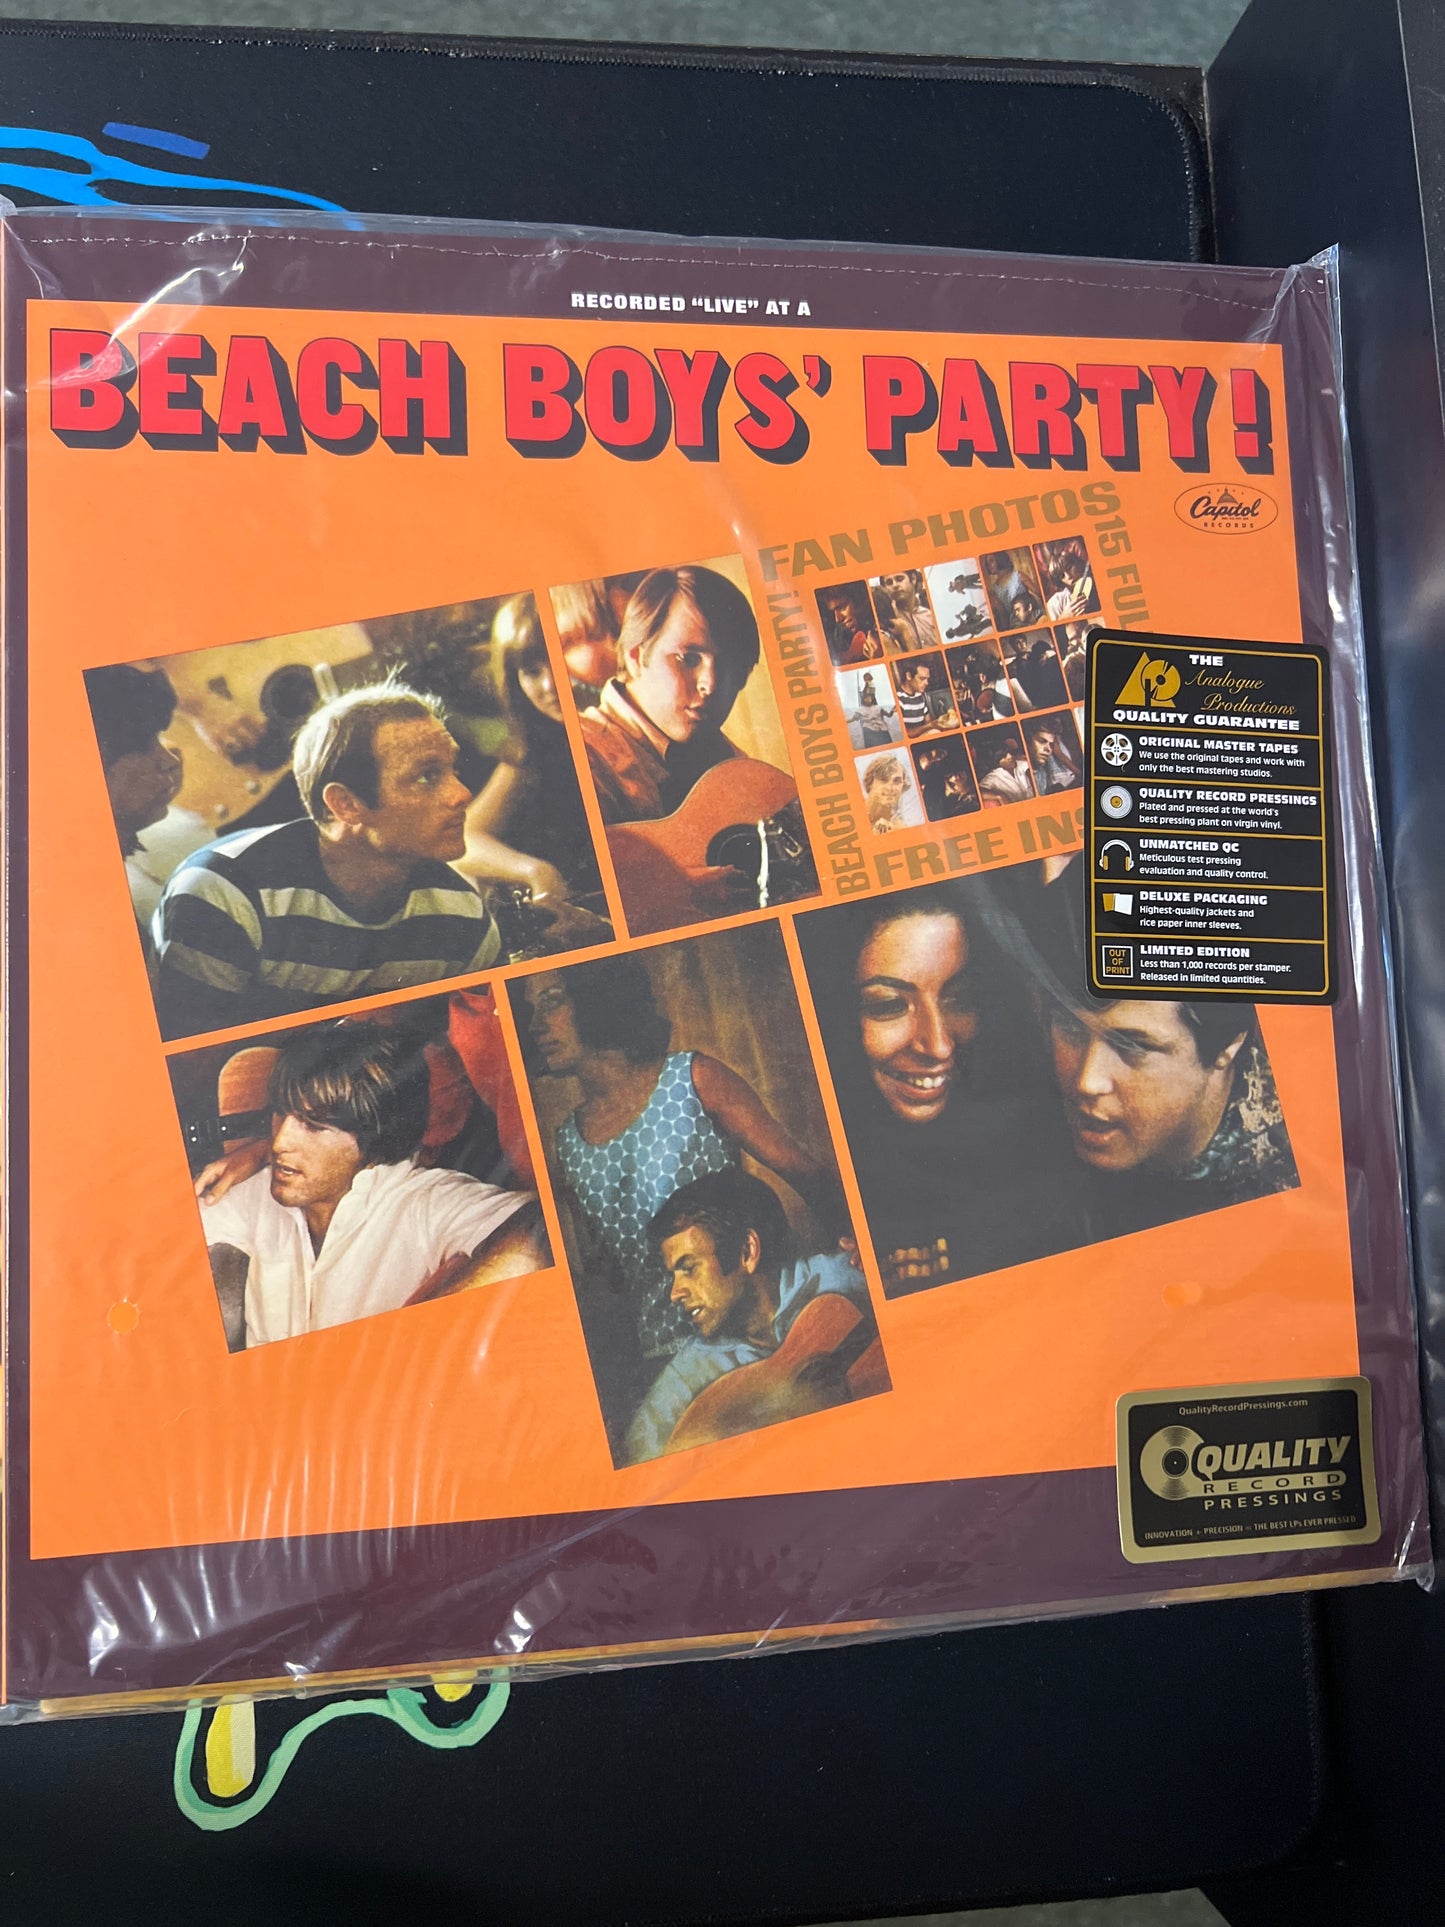 RECORDED “LIVE” AT A
BEACH BOYS’ PARTY!
Capitol
RECORDS
FAN PHOTOS
15 FUL
BEACH BOYS PARTY!
FREE INS
THE
Analogue
Productions
QUALITY GUARANTEE
ORIGINAL MASTER TAPES
We use the original tapes and work with
only the best mastering studios.
QUALITY RECORD PRESSINGS
Plated and pressed at the world's
best pressing plant on virgin vinyl.
UNMATCHED QC
Meticulous test pressing
evaluation and quality control.
DELUXE PACKAGING
Highest-quality jackets and
rice paper inner sleeves.
OUT
OF
PRINT
LIMITED EDITION
Less than 1,000 records per stamper.
Released in limited quantities.
QualityRecordPressings.com
QUALITY
RECORD
PRESSINGS
INNOVATION + PRECISION = THE BEST LPs EVER PRESSED